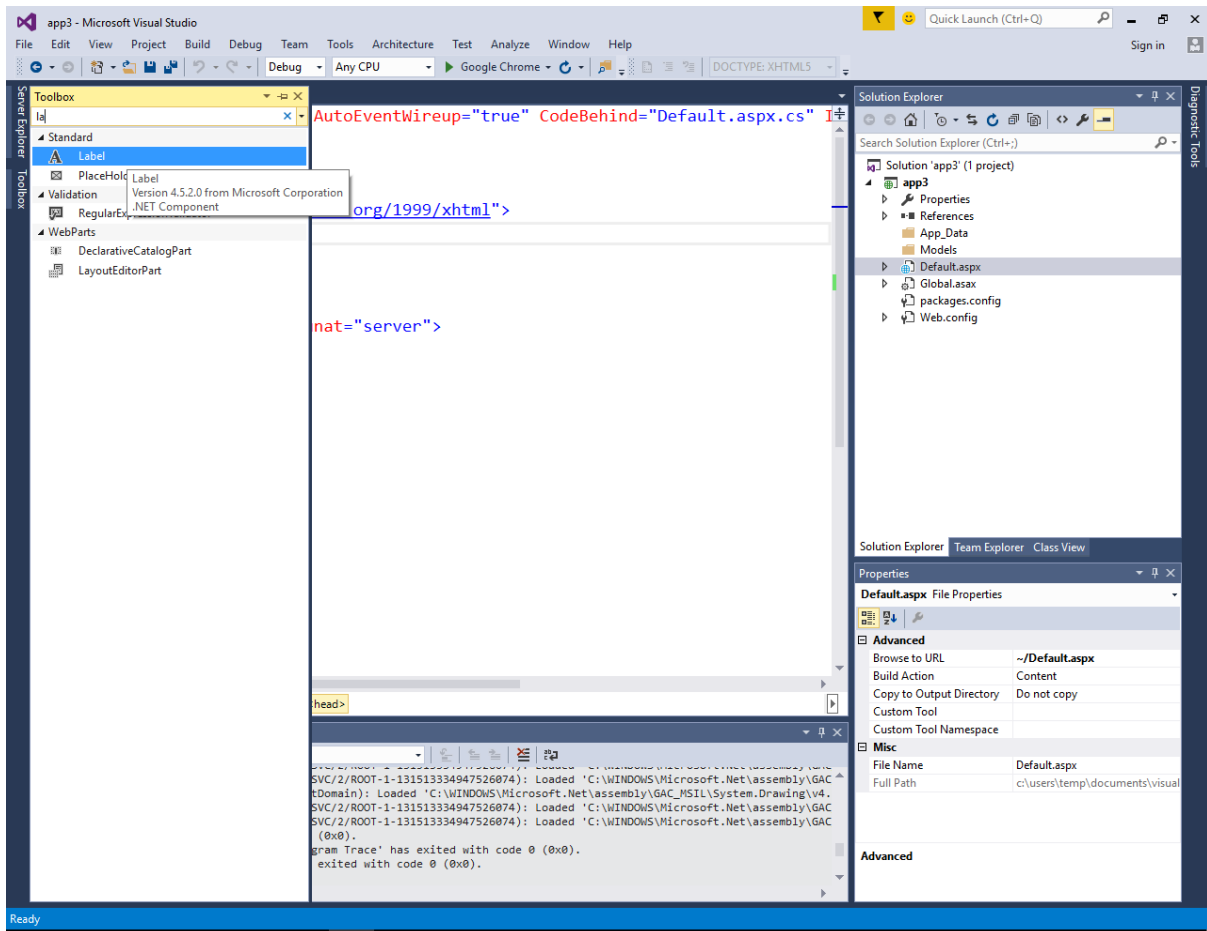 app3 - Microsoft Visual Studio
Quick Launch (Ctrl+Q)
File Edit View Project Build Debug Team Tools Architecture Test Analyze Window Help
Sign in
Debug Any CPU Google Chrome DOCTYPE: XHTML5
Server Explorer
Toolbox
Toolbox
la
Standard
Label
PlaceHol
Label
Version 4.5.2.0 from Microsoft Corporation
.NET Component
Validation
WebParts
DeclarativeCatalogPart
LayoutEditorPart
AutoEventWireup="true" CodeBehind="Default.aspx.cs" I
org/1999/xhtml">
nat="server">
head>
SVC/2/ROOT-1-131513334947526074): Loaded 'C:\WINDOWS\Microsoft.Net\assembly\GAC
tDomain): Loaded 'C:\WINDOWS\Microsoft.Net\assembly\GAC_MSIL\System.Drawing\v4.
SVC/2/ROOT-1-131513334947526074): Loaded 'C:\WINDOWS\Microsoft.Net\assembly\GAC
SVC/2/ROOT-1-131513334947526074): Loaded 'C:\WINDOWS\Microsoft.Net\assembly\GAC
(0x0).
gram Trace' has exited with code 0 (0x0).
exited with code 0 (0x0).
Solution Explorer
Search Solution Explorer (Ctrl+;)
Solution 'app3' (1 project)
app3
Properties
References
App_Data
Models
Default.aspx
Global.asax
packages.config
Web.config
Solution Explorer Team Explorer Class View
Properties
Default.aspx File Properties
Advanced
Browse to URL ~/Default.aspx
Build Action Content
Copy to Output Directory Do not copy
Custom Tool
Custom Tool Namespace
Misc
File Name Default.aspx
Full Path c:\users\temp\documents\visual
Advanced
Diagnostic Tools
Ready